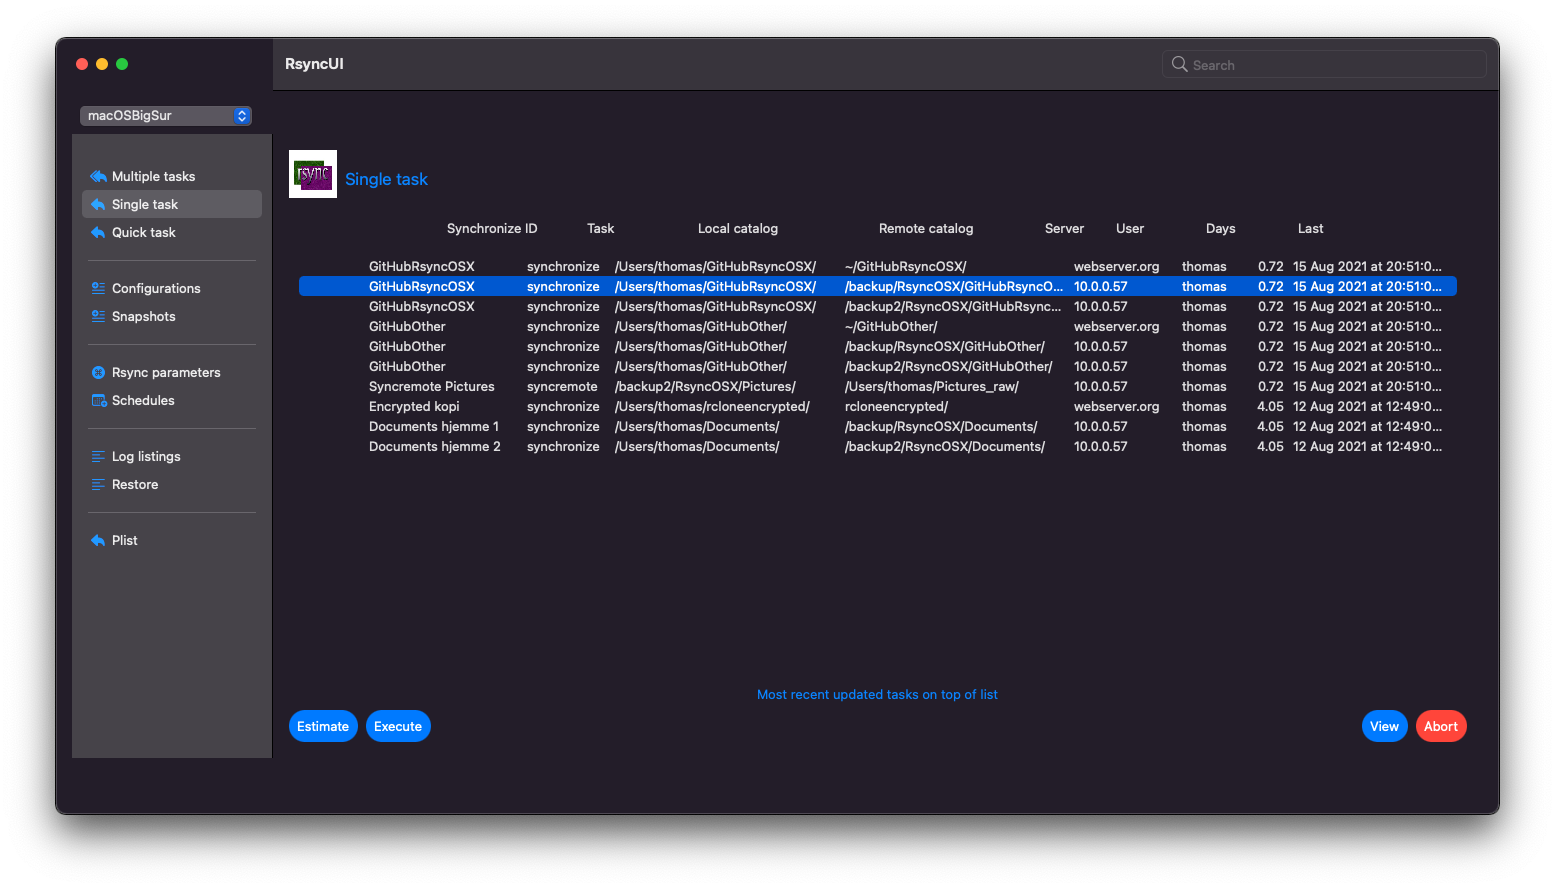 RsyncUI
Search
macOSBigSur
Multiple tasks
Single task
Quick task
Configurations
Snapshots
Rsync parameters
Schedules
Log listings
Restore
Plist
rsync
Single task
Synchronize ID Task Local catalog Remote catalog Server User Days Last
GitHubRsyncOSX synchronize /Users/thomas/GitHubRsyncOSX/ ~/GitHubRsyncOSX/ webserver.org thomas 0.72 15 Aug 2021 at 20:51:0...
GitHubRsyncOSX synchronize /Users/thomas/GitHubRsyncOSX/ /backup/RsyncOSX/GitHubRsyncO... 10.0.0.57 thomas 0.72 15 Aug 2021 at 20:51:0...
GitHubRsyncOSX synchronize /Users/thomas/GitHubRsyncOSX/ /backup2/RsyncOSX/GitHubRsync... 10.0.0.57 thomas 0.72 15 Aug 2021 at 20:51:0...
GitHubOther synchronize /Users/thomas/GitHubOther/ ~/GitHubOther/ webserver.org thomas 0.72 15 Aug 2021 at 20:51:0...
GitHubOther synchronize /Users/thomas/GitHubOther/ /backup/RsyncOSX/GitHubOther/ 10.0.0.57 thomas 0.72 15 Aug 2021 at 20:51:0...
GitHubOther synchronize /Users/thomas/GitHubOther/ /backup2/RsyncOSX/GitHubOther/ 10.0.0.57 thomas 0.72 15 Aug 2021 at 20:51:0...
Syncremote Pictures syncremote /backup2/RsyncOSX/Pictures/ /Users/thomas/Pictures_raw/ 10.0.0.57 thomas 0.72 15 Aug 2021 at 20:51:0...
Encrypted kopi synchronize /Users/thomas/rcloneencrypted/ rcloneencrypted/ webserver.org thomas 4.05 12 Aug 2021 at 12:49:0...
Documents hjemme 1 synchronize /Users/thomas/Documents/ /backup/RsyncOSX/Documents/ 10.0.0.57 thomas 4.05 12 Aug 2021 at 12:49:0...
Documents hjemme 2 synchronize /Users/thomas/Documents/ /backup2/RsyncOSX/Documents/ 10.0.0.57 thomas 4.05 12 Aug 2021 at 12:49:0...
Most recent updated tasks on top of list
Estimate Execute View Abort